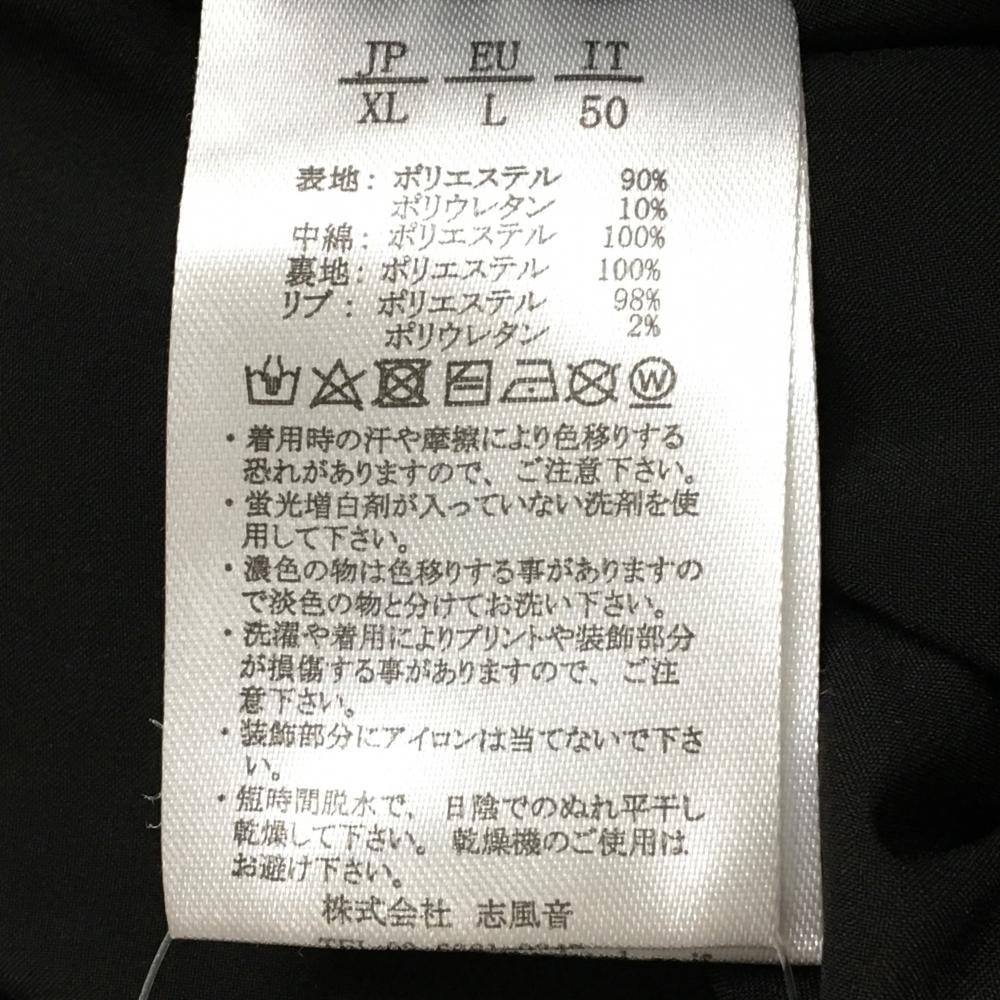 JP EU IT
XL L 50
表地： ポリエステル 90%
ポリウレタン 10%
中綿： ポリエステル 100%
裏地： ポリエステル 100%
リブ： ポリエステル 98%
ポリウレタン 2%
W
・着用時の汗や摩擦により色移りする
恐れがありますので、ご注意下さい。
・蛍光増白剤が入っていない洗剤を使
用して下さい。
・濃色の物は色移りする事がありますの
で淡色の物と分けてお洗い下さい。
・洗濯や着用によりプリントや装飾部分
が損傷する事がありますので、ご注
意下さい。
・装飾部分にアイロンは当てないで下さ
い。
・短時間脱水で、日陰でのぬれ平干し
乾燥して下さい。乾燥機のご使用は
お避け下さい。
株式会社 志風音